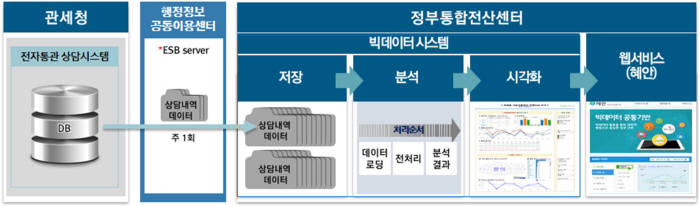 관세청
전자통관 상담시스템
DB
행정정보
공동이용센터
*ESB server
상담내역
데이터
주 1회
정부통합전산센터
빅데이터 시스템
저장
상담내역
데이터
상담내역
데이터
분석
처리순서
데이터
로딩
전처리
분석
결과
시각화
웹서비스
(혜안)
혜안
빅데이터 공통기반